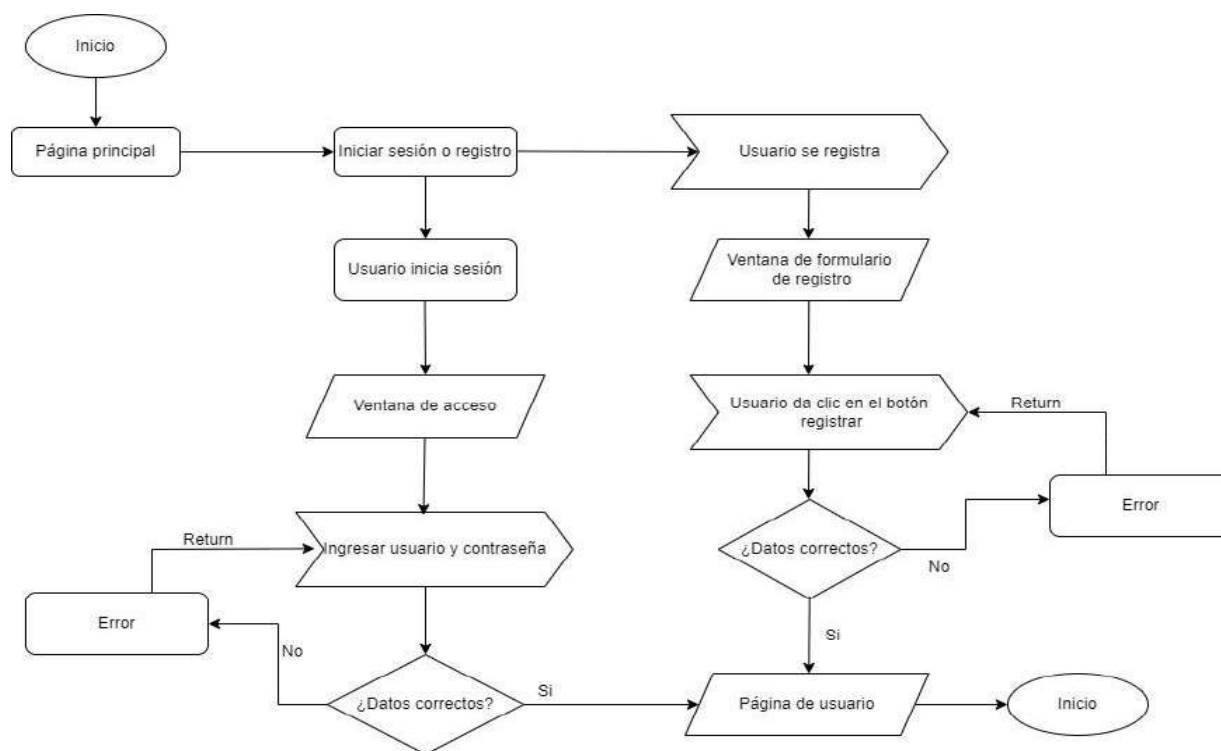 Inicio
Página principal
Iniciar sesión o registro
Usuario se registra
Usuario inicia sesión
Ventana de formulario
de registro
Ventana de acceso
Usuario da clic en el botón
registrar
Return
Error
¿Datos correctos?
No
Si
Return
Ingresar usuario y contraseña
Error
No
¿Datos correctos?
Si
Página de usuario
Inicio